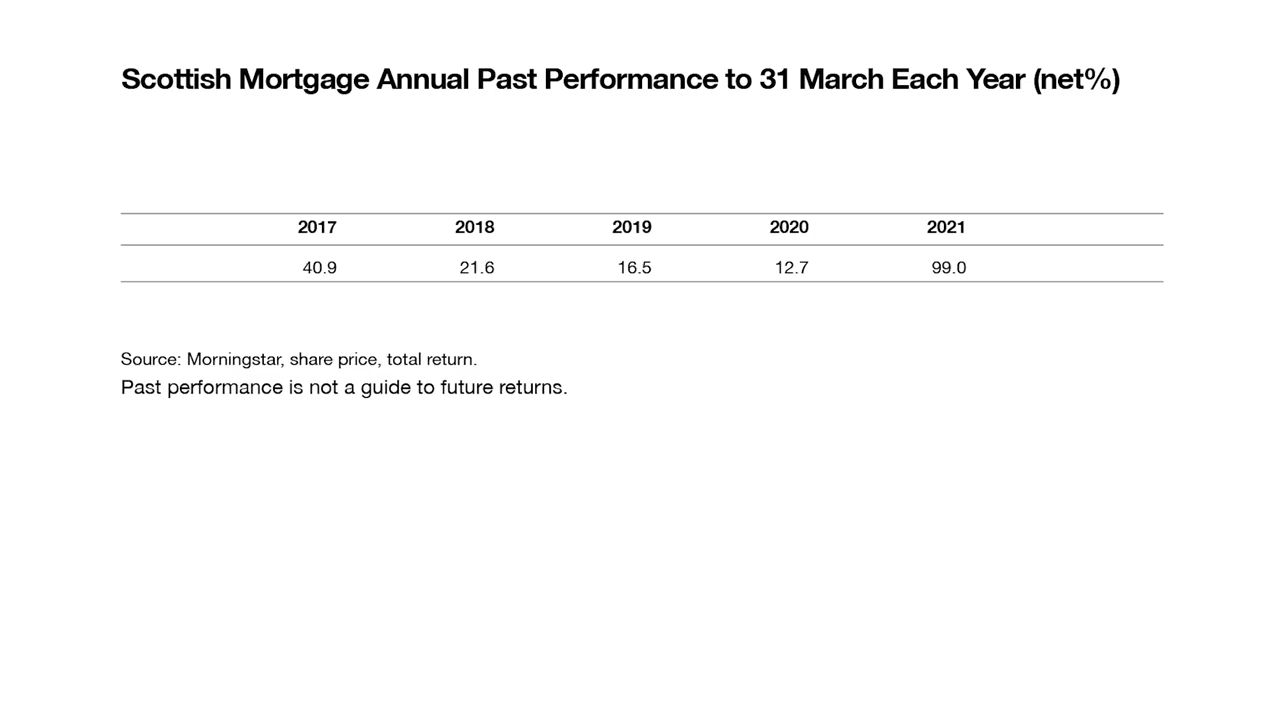 Scottish Mortgage Annual Past Performance to 31 March Each Year (net%)
2017 2018 2019 2020 2021
40.9 21.6 16.5 12.7 99.0
Source: Morningstar, share price, total return.
Past performance is not a guide to future returns.